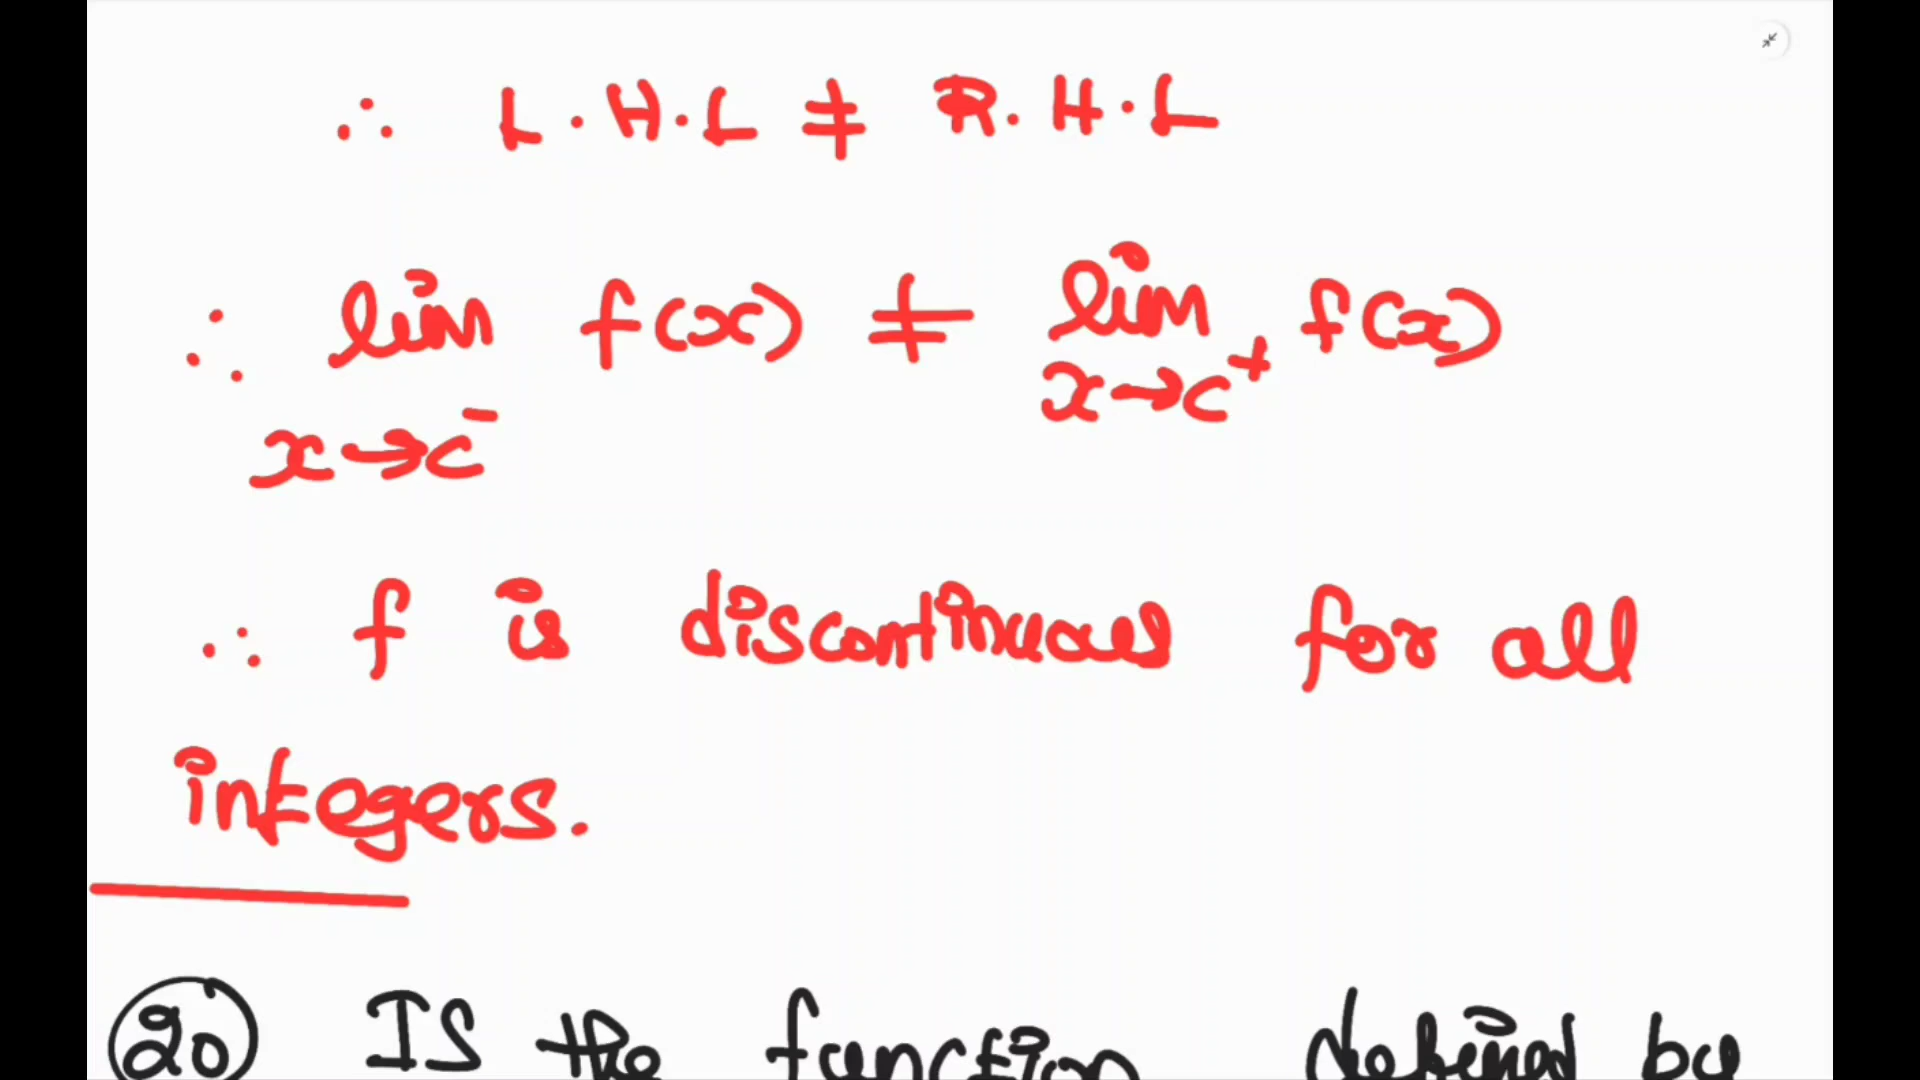 ∴ L.H.L ≠ R.H.L
∴ lim f(x) ≠ lim f(x)
x→c⁻ x→c⁺
∴ f is discontinuous for all
integers.
20 Is the function defined by